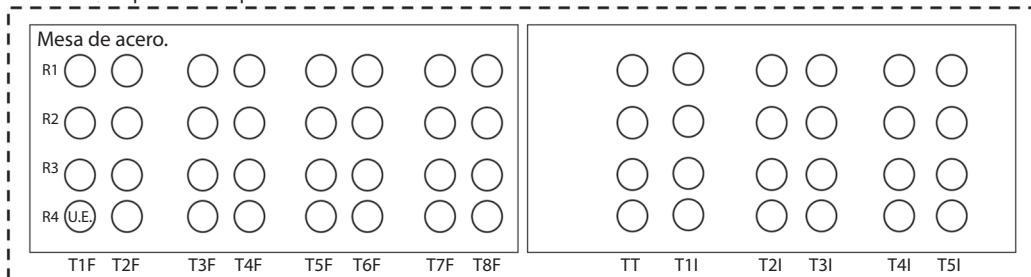 Mesa de acero.
R1
R2
R3
R4 U.E.
T1F T2F T3F T4F T5F T6F T7F T8F TT T1I T2I T3I T4I T5I